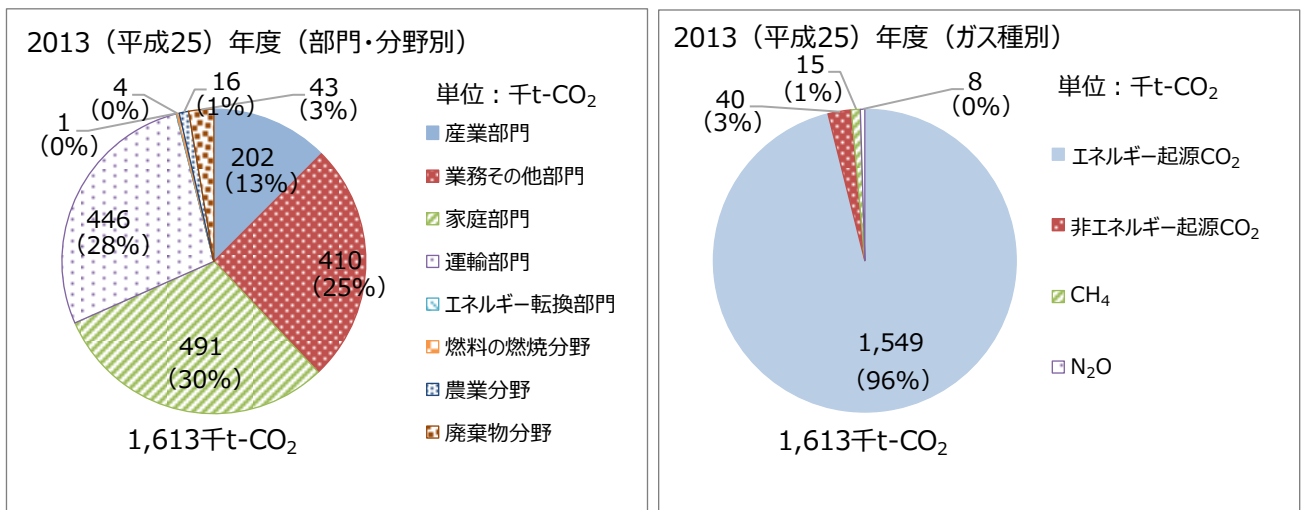 2013（平成25）年度（部門・分野別）
単位：千t-CO₂
4
(0%)
16
(1%)
43
(3%)
1
(0%)
202
(13%)
410
(25%)
446
(28%)
491
(30%)
産業部門
業務その他部門
家庭部門
運輸部門
エネルギー転換部門
燃料の燃焼分野
農業分野
廃棄物分野
1,613千t-CO₂
2013（平成25）年度（ガス種別）
単位：千t-CO₂
15
(1%)
8
(0%)
40
(3%)
1,549
(96%)
エネルギー起源CO₂
非エネルギー起源CO₂
CH₄
N₂O
1,613千t-CO₂